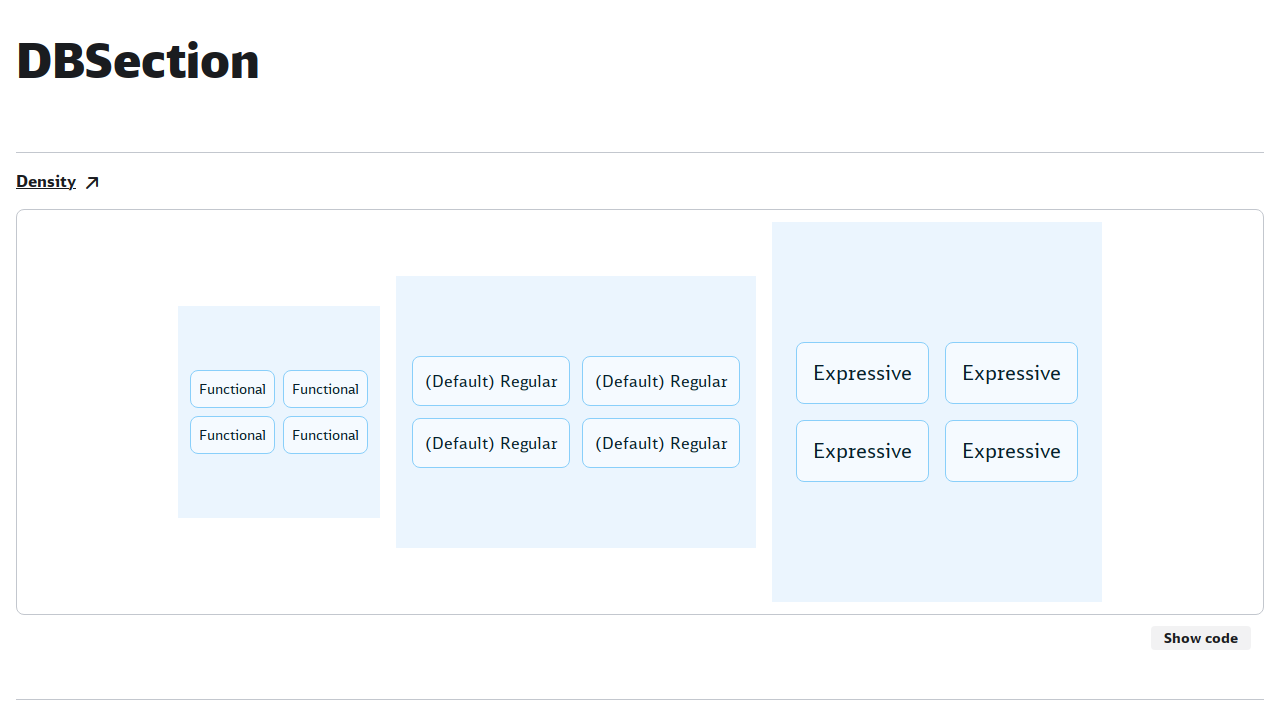 DBSection
Density
Functional Functional
Functional Functional
(Default) Regular (Default) Regular
(Default) Regular (Default) Regular
Expressive Expressive
Expressive Expressive
Show code